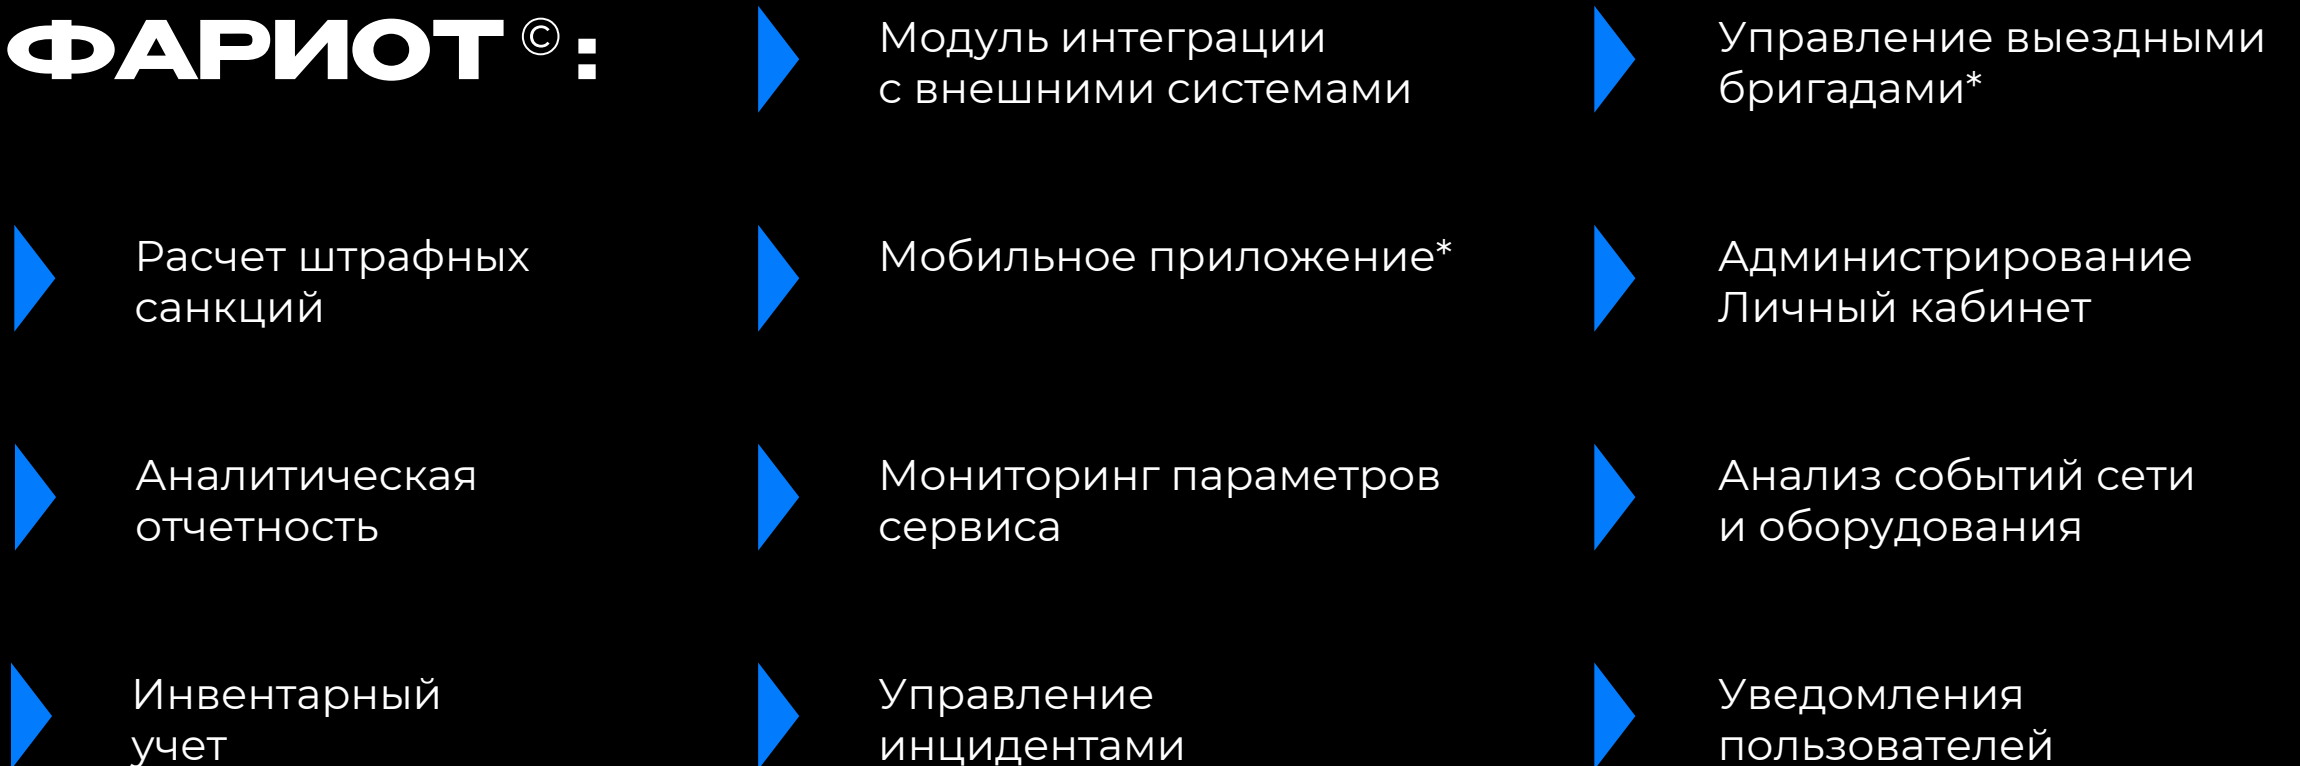 ФАРИОТ©:
Модуль интеграции
с внешними системами
Управление выездными
бригадами*
Расчет штрафных
санкций
Мобильное приложение*
Администрирование
Личный кабинет
Аналитическая
отчетность
Мониторинг параметров
сервиса
Анализ событий сети
и оборудования
Инвентарный
учет
Управление
инцидентами
Уведомления
пользователей